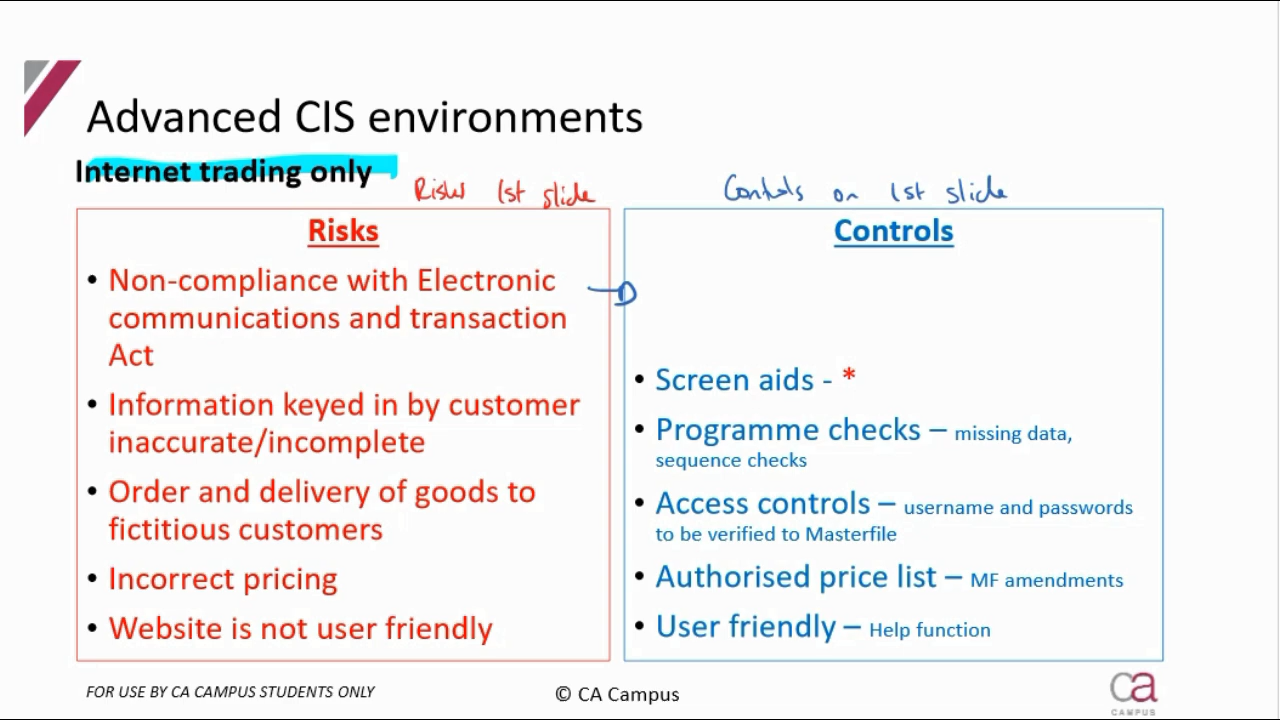 Advanced CIS environments
Internet trading only
Risks 1st slide
Controls on 1st slide
Risks
• Non-compliance with Electronic
communications and transaction
Act
• Information keyed in by customer
inaccurate/incomplete
• Order and delivery of goods to
fictitious customers
• Incorrect pricing
• Website is not user friendly
Controls
• Screen aids - *
• Programme checks – missing data,
sequence checks
• Access controls – username and passwords
to be verified to Masterfile
• Authorised price list – MF amendments
• User friendly – Help function
FOR USE BY CA CAMPUS STUDENTS ONLY
© CA Campus
ca
CAMPUS